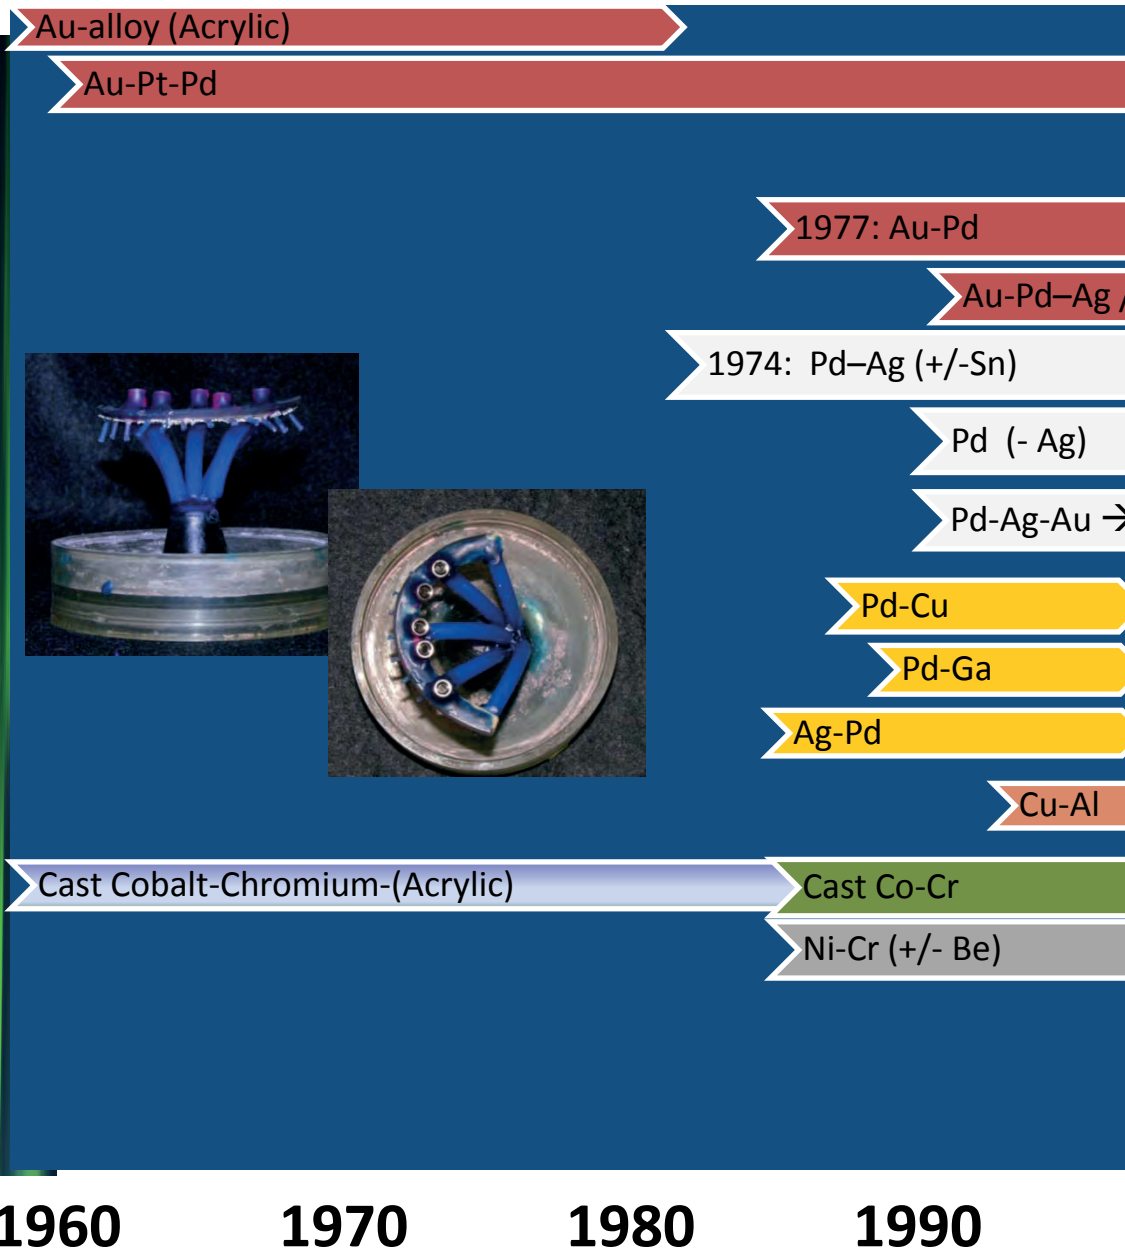 Au-alloy (Acrylic)
Au-Pt-Pd
1977: Au-Pd
Au-Pd–Ag /
1974:  Pd–Ag (+/-Sn)
Pd  (- Ag)
Pd-Ag-Au →
Pd-Cu
Pd-Ga
Ag-Pd
Cu-Al
Cast Cobalt-Chromium-(Acrylic)
Cast Co-Cr
Ni-Cr (+/- Be)
1960 1970 1980 1990